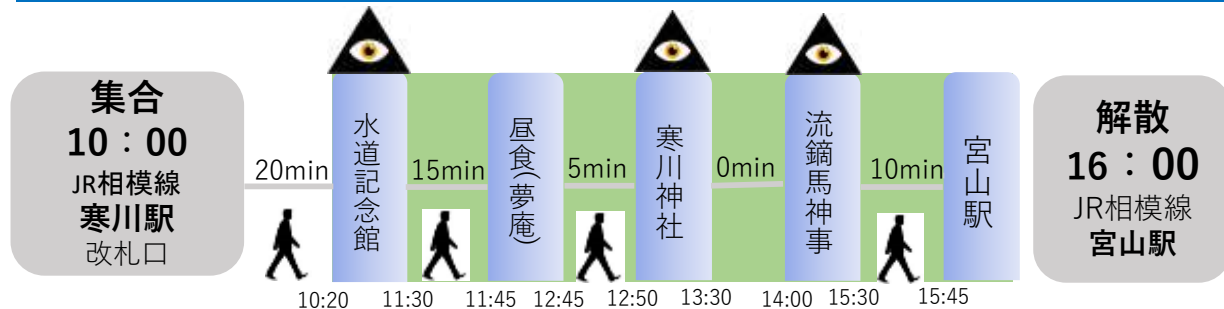 集合
10：00
JR相模線
寒川駅
改札口
20min
水道記念館
15min
昼食(夢庵)
5min
寒川神社
0min
流鏑馬神事
10min
宮山駅
解散
16：00
JR相模線
宮山駅
10:20
11:30
11:45
12:45
12:50
13:30
14:00
15:30
15:45